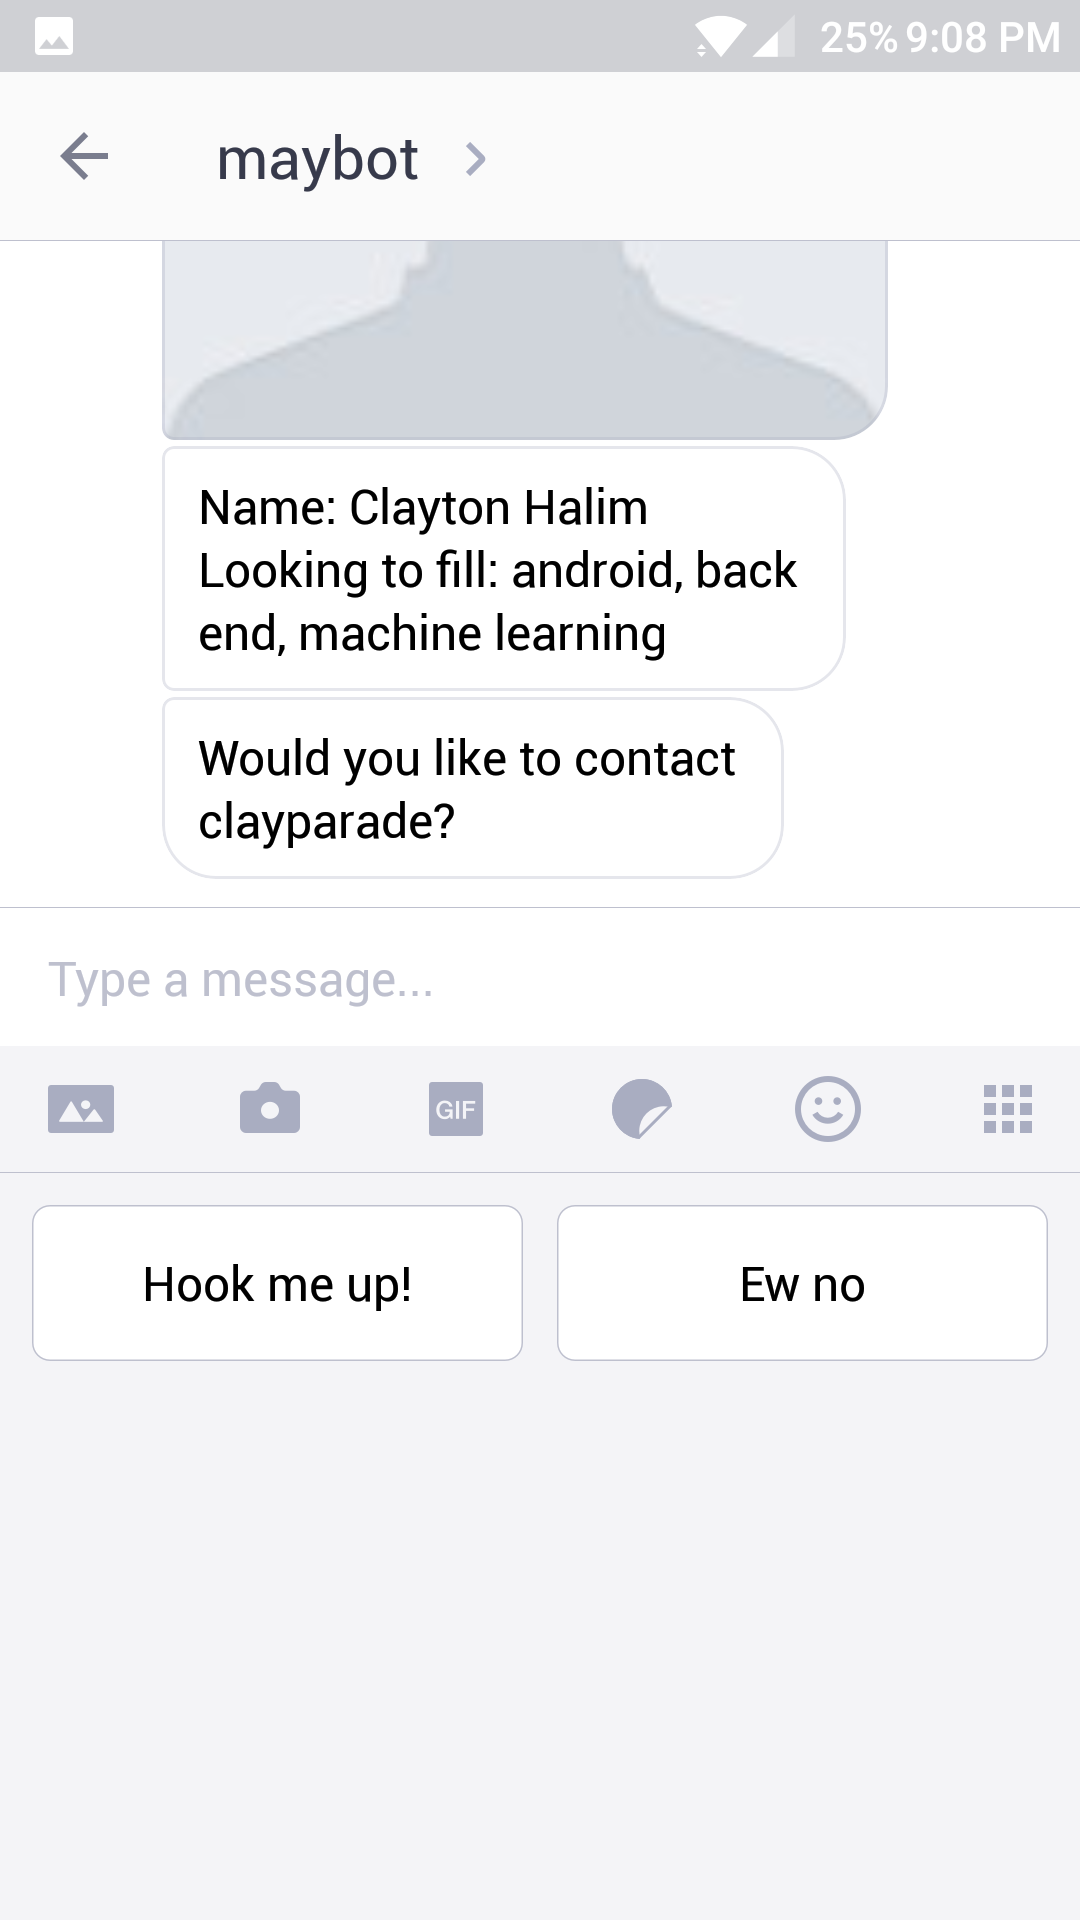 25% 9:08 PM
maybot
Name: Clayton Halim
Looking to fill: android, back
end, machine learning
Would you like to contact
clayparade?
Type a message...
GIF
Hook me up!
Ew no